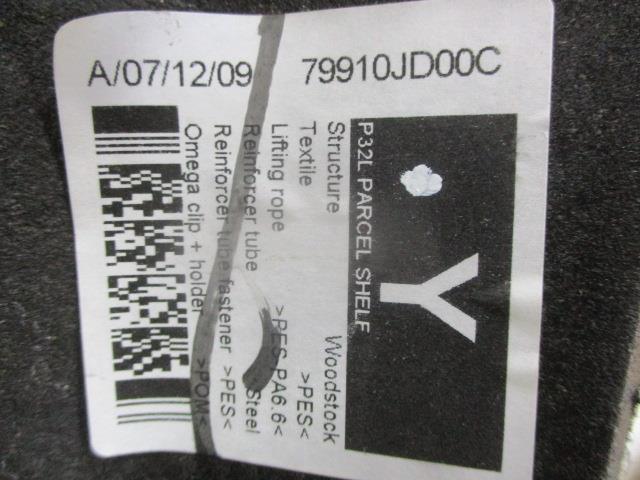 A/07/12/09 79910JD00C
Y
P32L PARCEL SHELF
Structure Woodstock
Textile >PES<
Lifting rope >PES-PA6.6<
Reinforcer tube Steel
Reinforcer tube fastener >PES<
Omega clip + holder >POM<